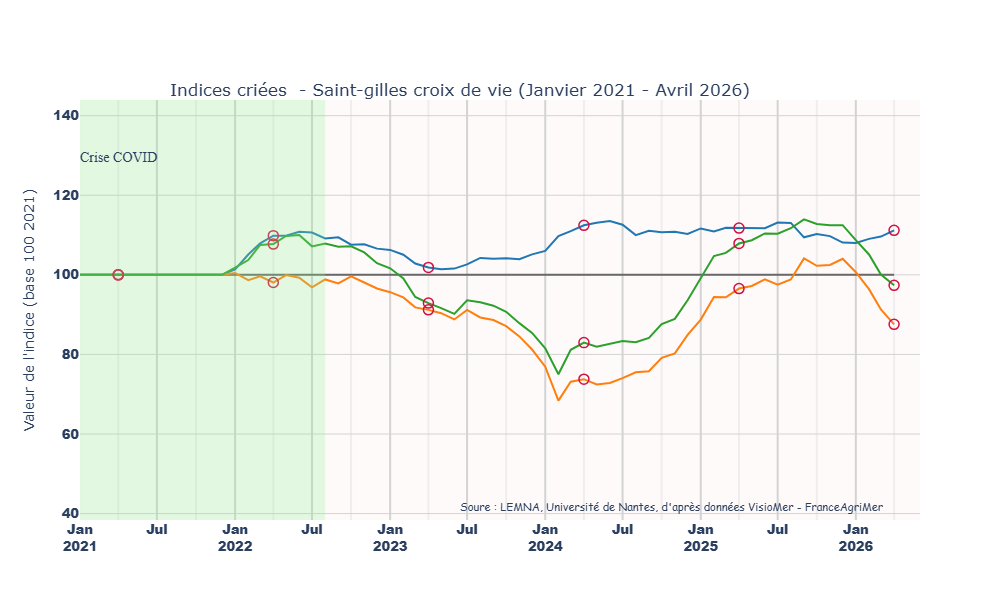 Indices criées  - Saint-gilles croix de vie (Janvier 2021 - Avril 2026)
Valeur de l'indice (base 100 2021)
140
120
100
80
60
40
Crise COVID
Soure : LEMNA, Université de Nantes, d'après données VisioMer - FranceAgriMer
Jan Jul Jan Jul Jan Jul Jan Jul Jan Jul Jan
2021 2022 2023 2024 2025 2026